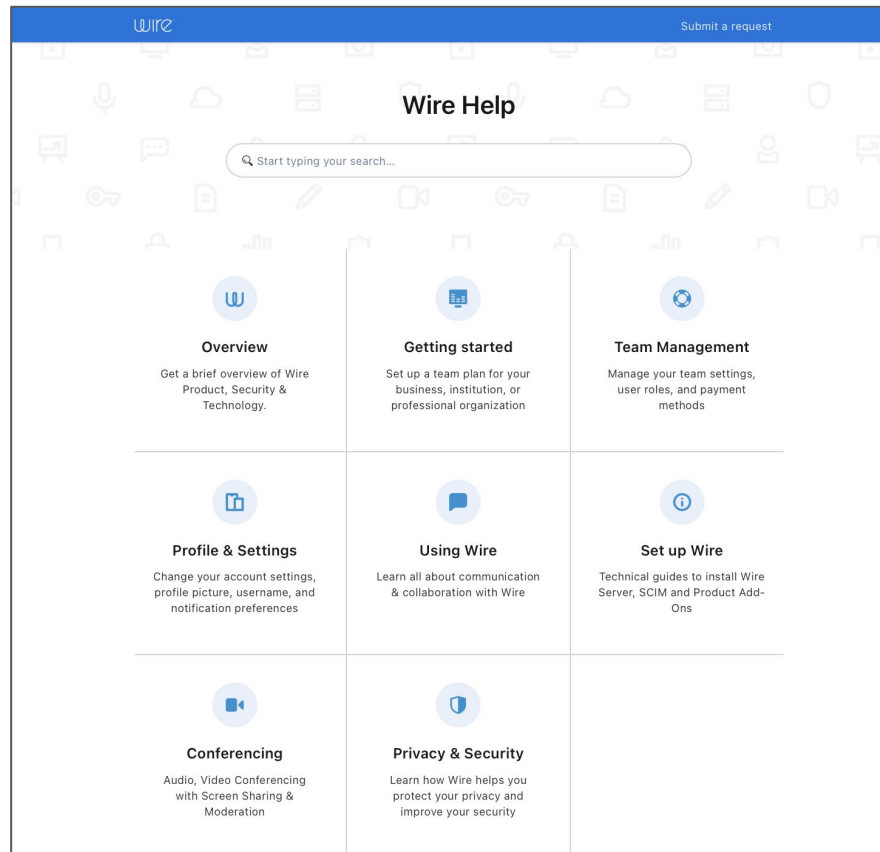 wire
Submit a request
Wire Help
Start typing your search...
Overview
Get a brief overview of Wire
Product, Security &
Technology.
Getting started
Set up a team plan for your
business, institution, or
professional organization
Team Management
Manage your team settings,
user roles, and payment
methods
Profile & Settings
Change your account settings,
profile picture, username, and
notification preferences
Using Wire
Learn all about communication
& collaboration with Wire
Set up Wire
Technical guides to install Wire
Server, SCIM and Product Add-
Ons
Conferencing
Audio, Video Conferencing
with Screen Sharing &
Moderation
Privacy & Security
Learn how Wire helps you
protect your privacy and
improve your security